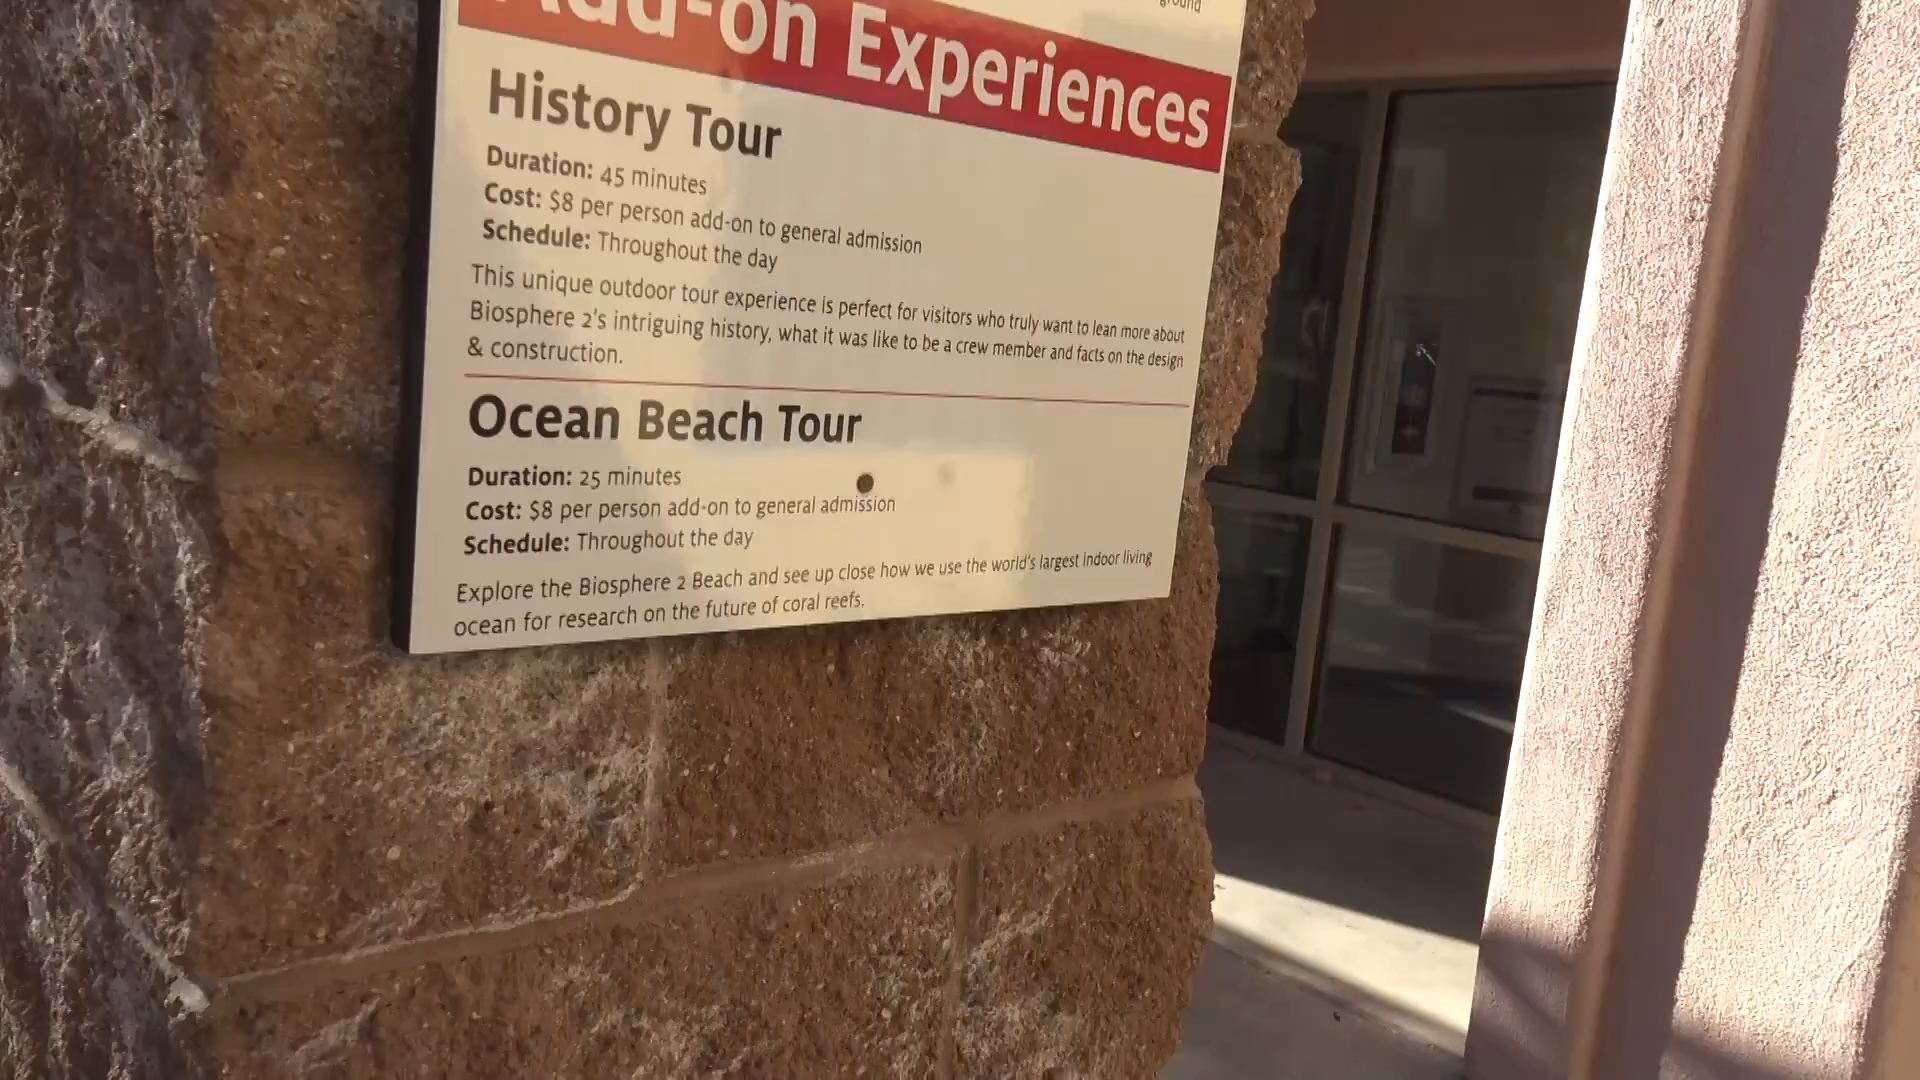 ground
Add-on Experiences
History Tour
Duration: 45 minutes
Cost: $8 per person add-on to general admission
Schedule: Throughout the day
This unique outdoor tour experience is perfect for visitors who truly want to lean more about
Biosphere 2's intriguing history, what it was like to be a crew member and facts on the design
& construction.
Ocean Beach Tour
Duration: 25 minutes
Cost: $8 per person add-on to general admission
Schedule: Throughout the day
Explore the Biosphere 2 Beach and see up close how we use the world's largest indoor living
ocean for research on the future of coral reefs.